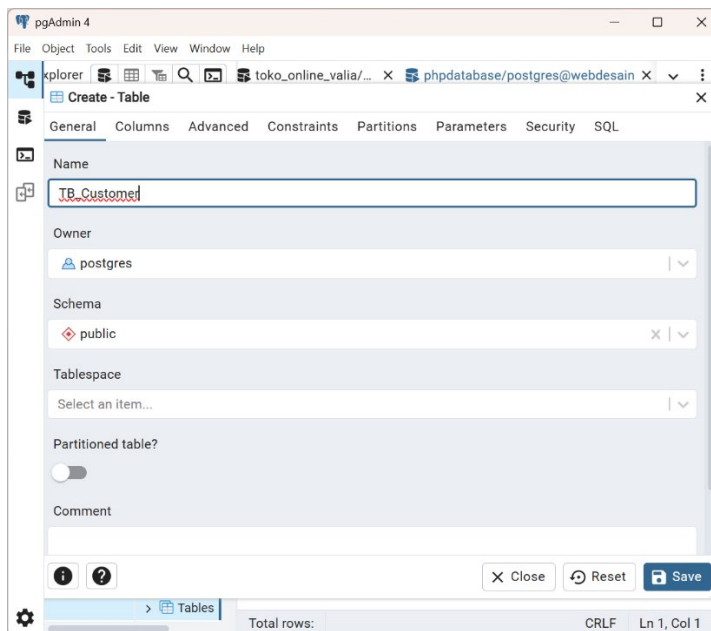 pgAdmin 4
File Object Tools Edit View Window Help
xplorer toko_online_valia/... phpdatabase/postgres@webdesain
Create - Table
General Columns Advanced Constraints Partitions Parameters Security SQL
Name
TB_Customer
Owner
postgres
Schema
public
Tablespace
Select an item...
Partitioned table?
Comment
Close Reset Save
Tables
Total rows: CRLF Ln 1, Col 1